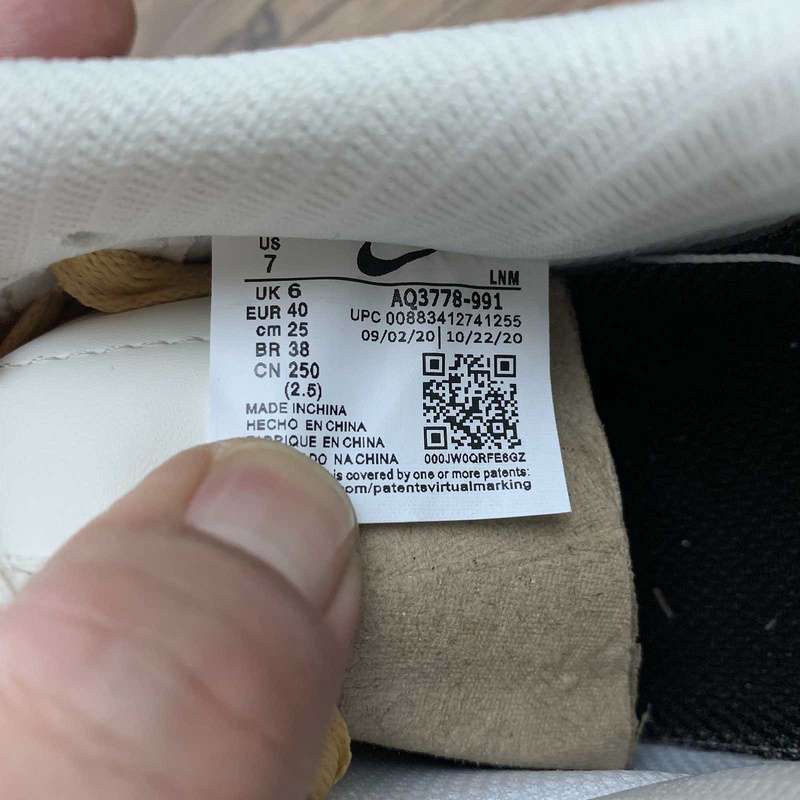 US
7
LNM
UK 6
EUR 40
cm 25
BR 38
CN 250
(2.5)
AQ3778-991
UPC 00883412741255
09/02/20 | 10/22/20
MADE IN CHINA
HECHO EN CHINA
FABRIQUE EN CHINA
NA CHINA
000JW0QRFE6GZ
is covered by one or more patents:
om/patentsvirtualmarking